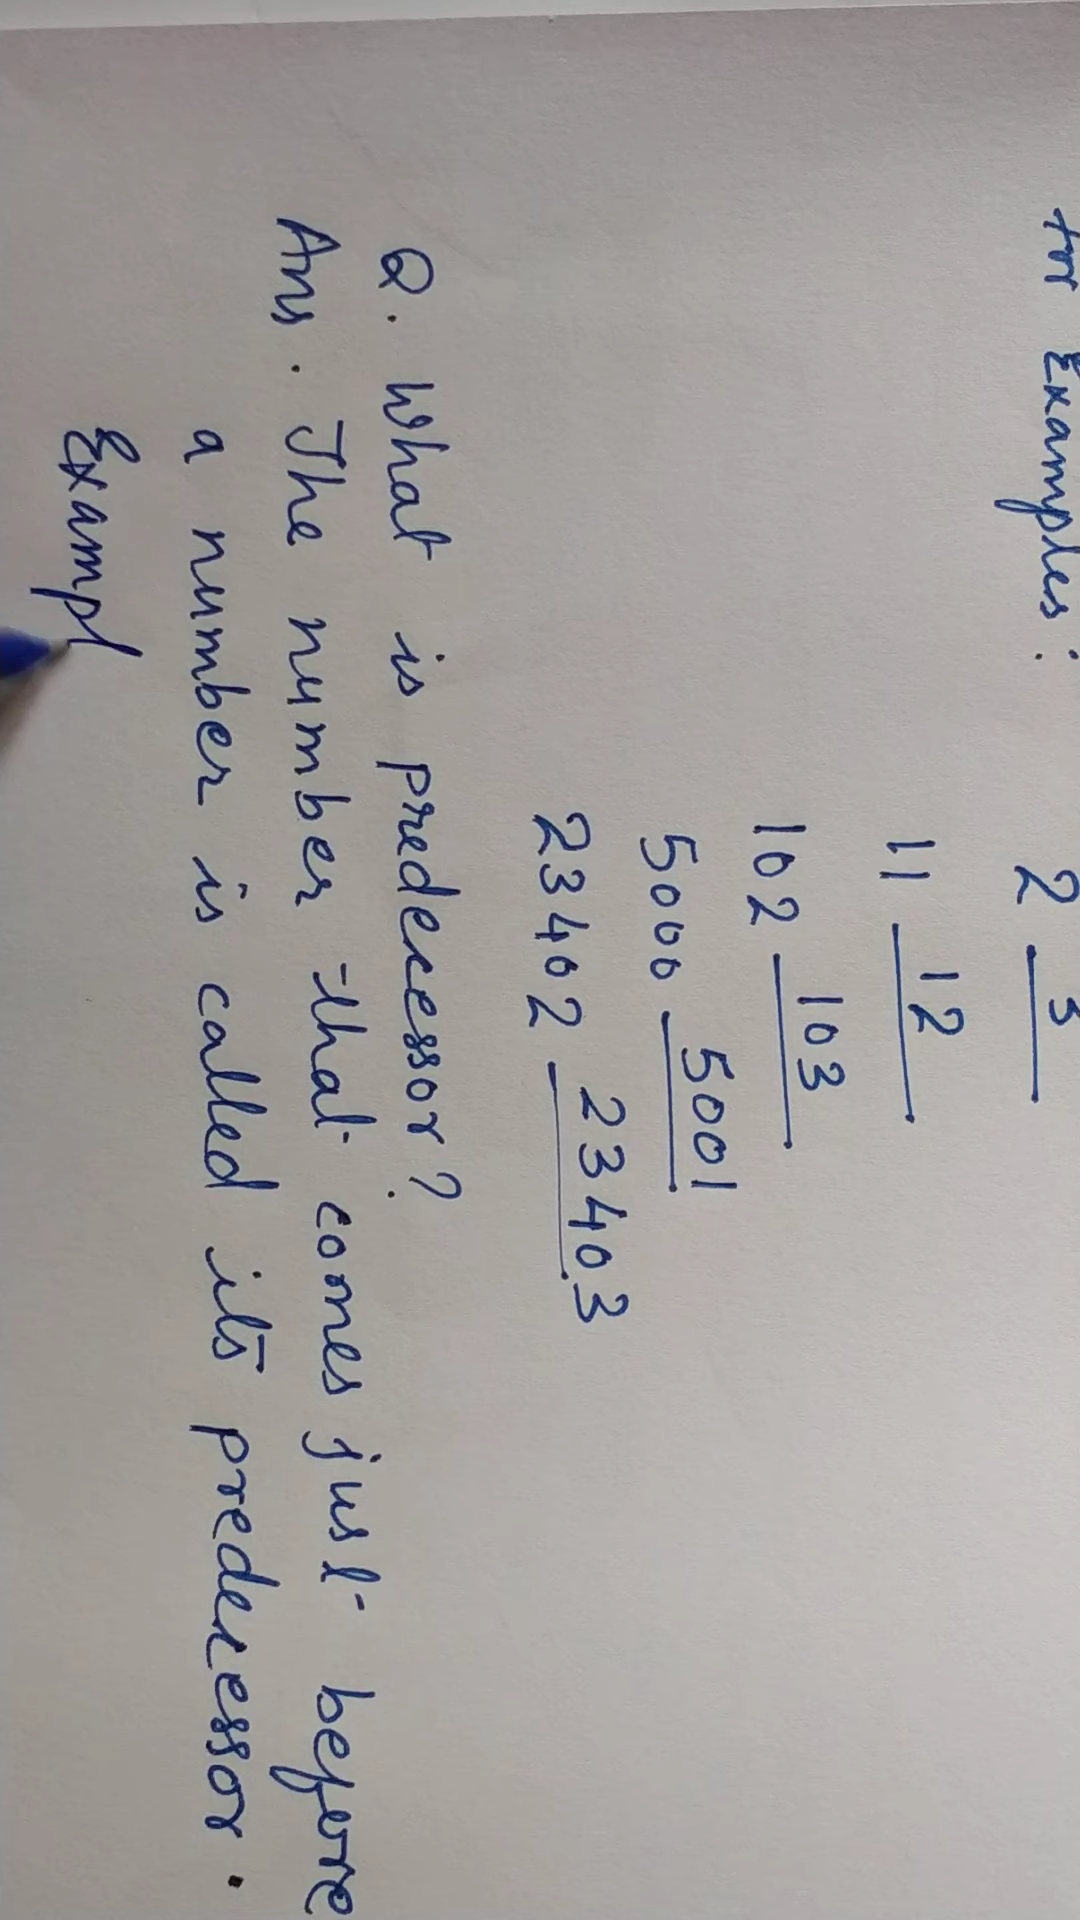 for Examples:
2 3
11 12
102 103
5000 5001
23402 23403
Q. What is predecessor?
Ans. The number that comes just before
a number is called its predecessor.
Exampl